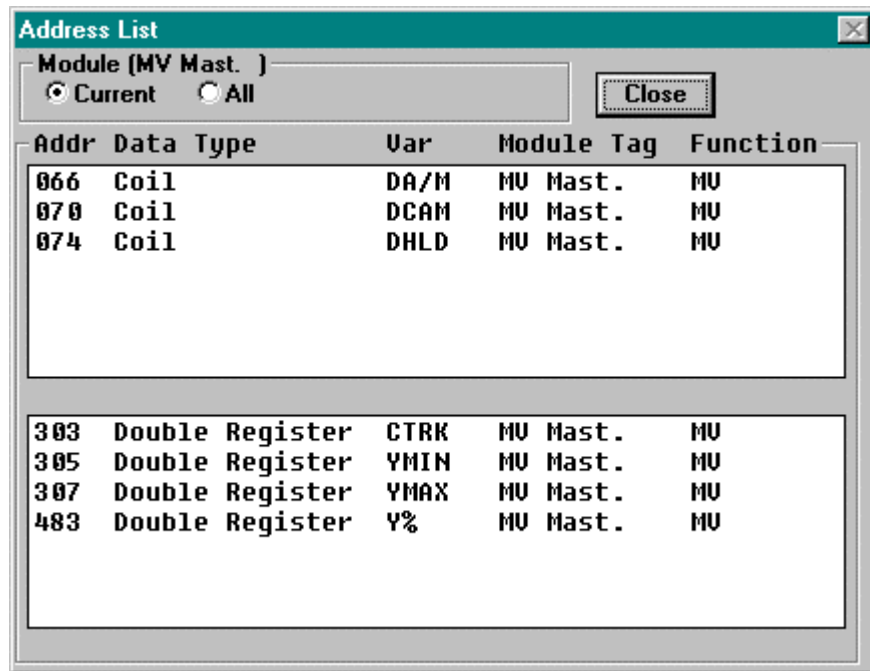 Address List
Module (MV Mast. )
Current All
Close
Addr Data Type Var Module Tag Function
066 Coil DA/M MV Mast. MV
070 Coil DCAM MV Mast. MV
074 Coil DHLD MV Mast. MV
303 Double Register CTRK MV Mast. MV
305 Double Register YMIN MV Mast. MV
307 Double Register YMAX MV Mast. MV
483 Double Register Y% MV Mast. MV